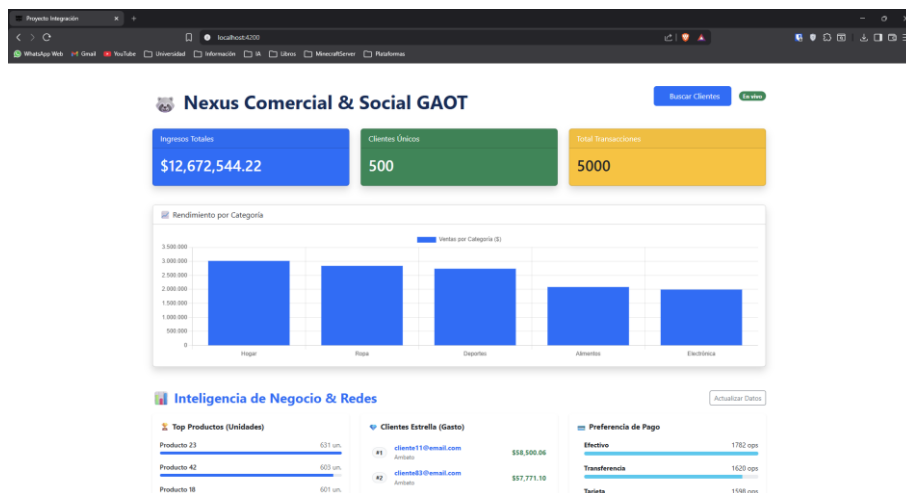 Proyecto Integración
localhost:4200
WhatsApp Web Gmail YouTube Universidad Información IA Libros MinecraftServer Plataformas
Nexus Comercial & Social GAOT
Buscar Clientes En vivo
Ingresos Totales
$12,672,544.22
Clientes Únicos
500
Total Transacciones
5000
Rendimiento por Categoría
Ventas por Categoría ($)
3.500.000
3.000.000
2.500.000
2.000.000
1.500.000
1.000.000
500.000
0
Hogar Ropa Deportes Alimentos Electrónica
Inteligencia de Negocio & Redes
Actualizar Datos
Top Productos (Unidades)
Producto 23 631 un.
Producto 42 603 un.
Producto 18 601 un.
Clientes Estrella (Gasto)
#1 cliente11@email.com $58,500.06
Ambato
#2 cliente83@email.com $57,771.10
Ambato
Preferencia de Pago
Efectivo 1782 ops
Transferencia 1620 ops
Tarjeta 1598 ops